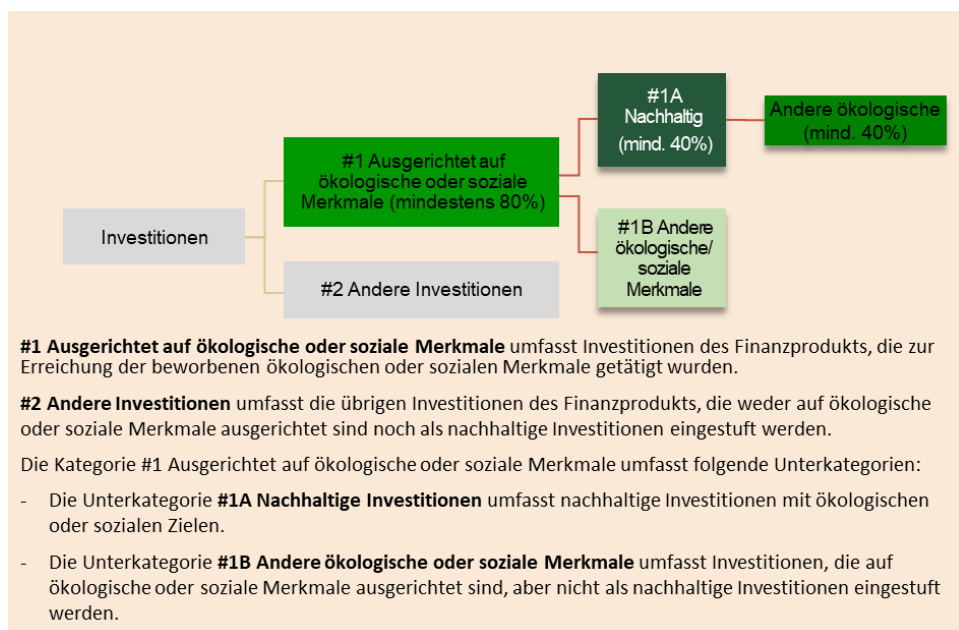 #1A
Nachhaltig
(mind. 40%)
Andere ökologische
(mind. 40%)
#1 Ausgerichtet auf
ökologische oder soziale
Merkmale (mindestens 80%)
Investitionen
#1B Andere
ökologische/
soziale
Merkmale
#2 Andere Investitionen
#1 Ausgerichtet auf ökologische oder soziale Merkmale umfasst Investitionen des Finanzprodukts, die zur
Erreichung der beworbenen ökologischen oder sozialen Merkmale getätigt wurden.
#2 Andere Investitionen umfasst die übrigen Investitionen des Finanzprodukts, die weder auf ökologische
oder soziale Merkmale ausgerichtet sind noch als nachhaltige Investitionen eingestuft werden.
Die Kategorie #1 Ausgerichtet auf ökologische oder soziale Merkmale umfasst folgende Unterkategorien:
- Die Unterkategorie #1A Nachhaltige Investitionen umfasst nachhaltige Investitionen mit ökologischen
oder sozialen Zielen.
- Die Unterkategorie #1B Andere ökologische oder soziale Merkmale umfasst Investitionen, die auf
ökologische oder soziale Merkmale ausgerichtet sind, aber nicht als nachhaltige Investitionen eingestuft
werden.